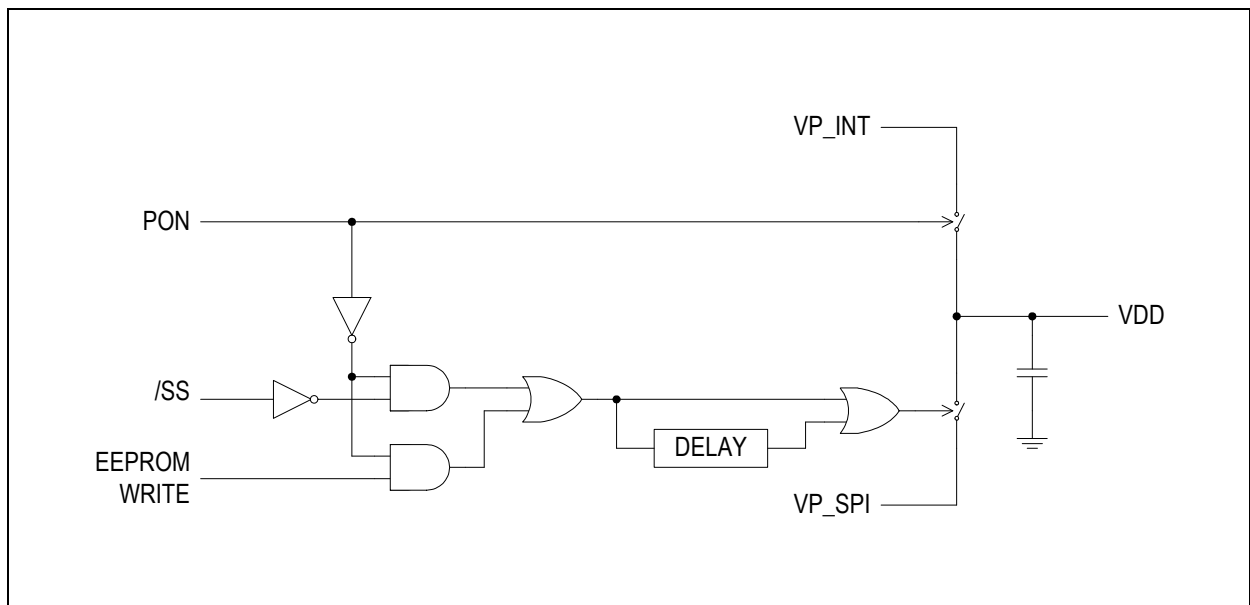 VP_INT
PON
VDD
/SS
EEPROM
WRITE
DELAY
VP_SPI